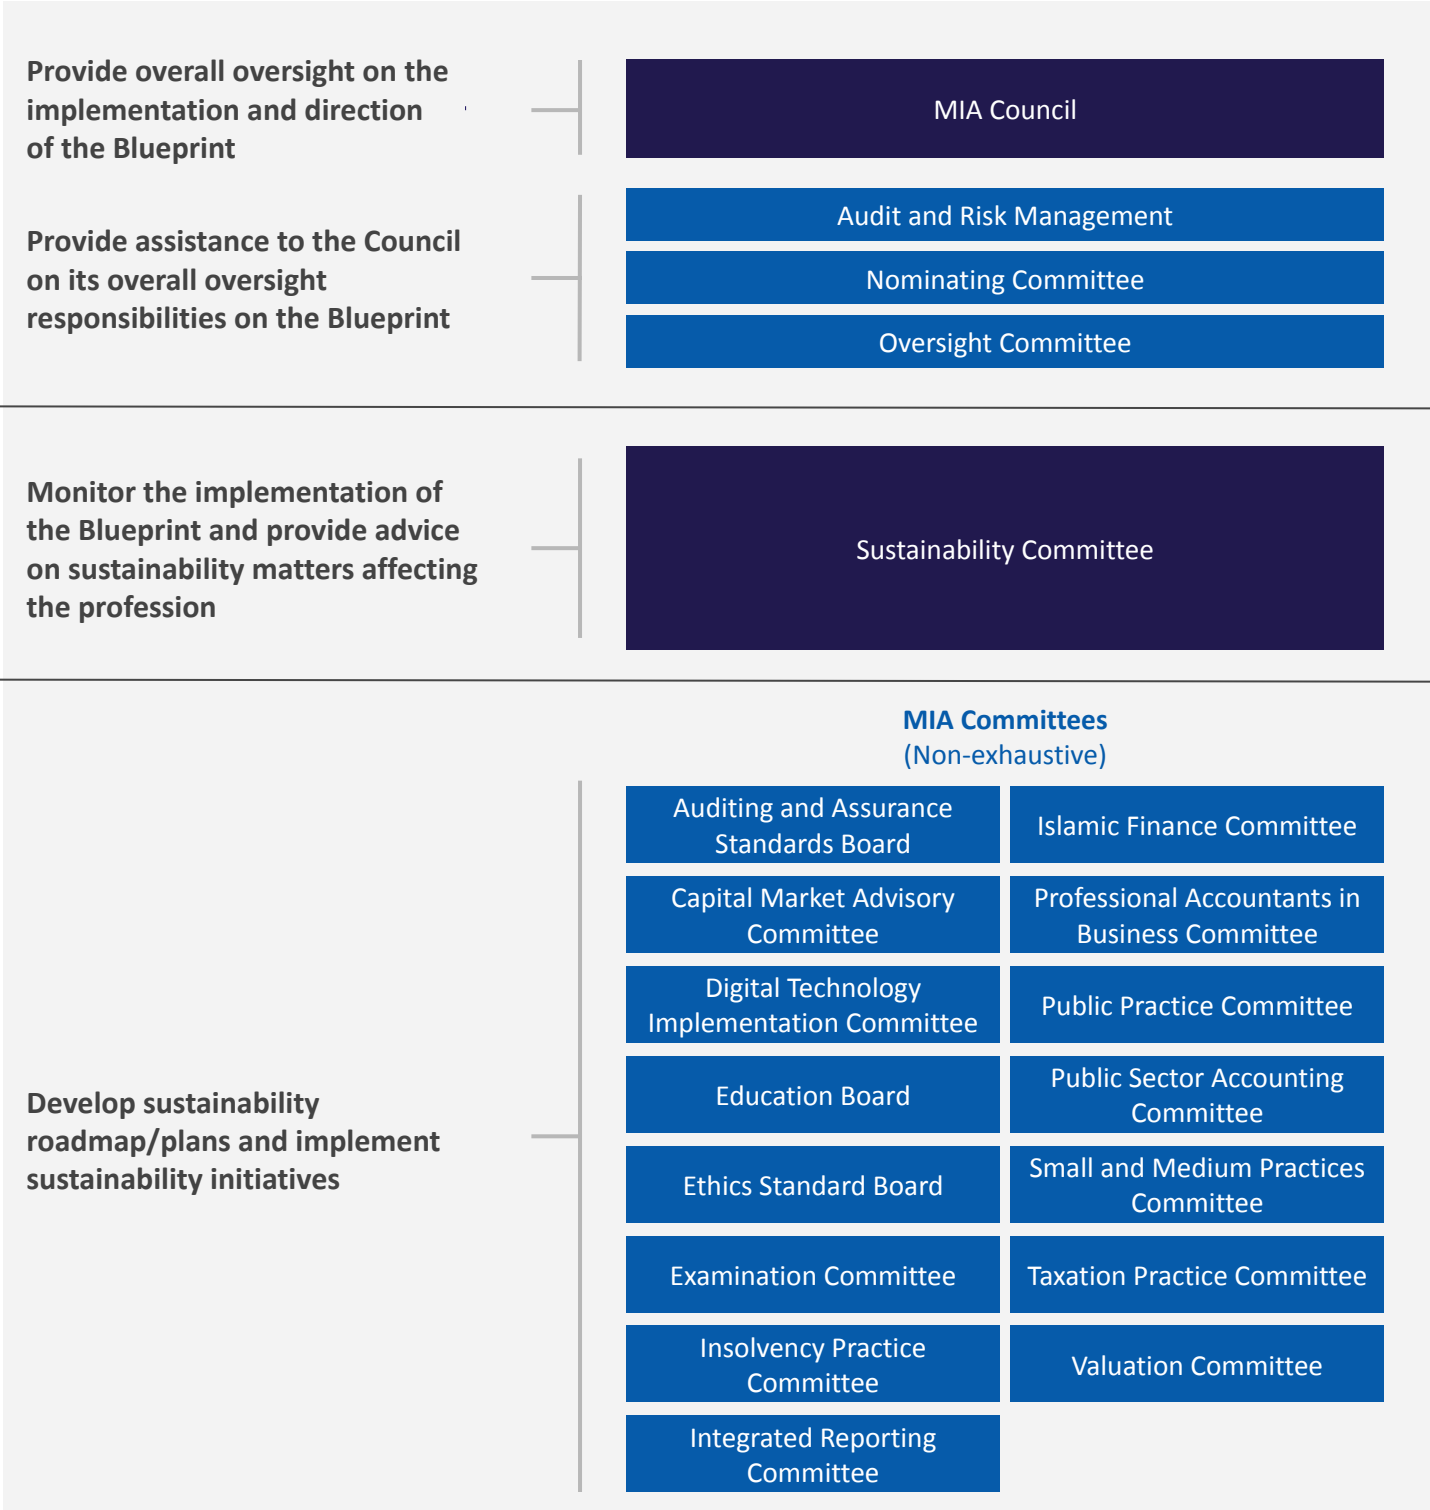 Provide overall oversight on the
implementation and direction
of the Blueprint
MIA Council
Provide assistance to the Council
on its overall oversight
responsibilities on the Blueprint
Audit and Risk Management
Nominating Committee
Oversight Committee
Monitor the implementation of
the Blueprint and provide advice
on sustainability matters affecting
the profession
Sustainability Committee
MIA Committees
(Non-exhaustive)
Develop sustainability
roadmap/plans and implement
sustainability initiatives
Auditing and Assurance
Standards Board
Islamic Finance Committee
Capital Market Advisory
Committee
Professional Accountants in
Business Committee
Digital Technology
Implementation Committee
Public Practice Committee
Education Board
Public Sector Accounting
Committee
Ethics Standard Board
Small and Medium Practices
Committee
Examination Committee
Taxation Practice Committee
Insolvency Practice
Committee
Valuation Committee
Integrated Reporting
Committee